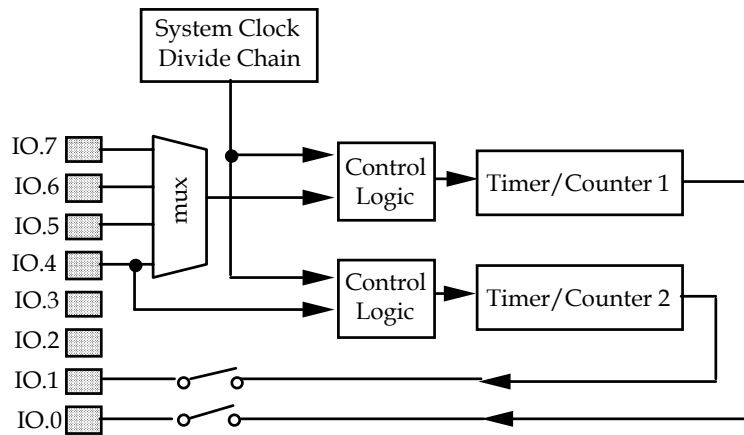 System Clock
Divide Chain
IO.7
IO.6
IO.5
IO.4
IO.3
IO.2
IO.1
IO.0
mux
Control
Logic
Timer/Counter 1
Control
Logic
Timer/Counter 2